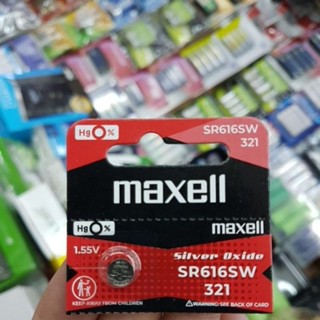 Hg 0%
SR616SW
321
maxell
Hg 0%
maxell
1.55V
Silver Oxide
SR616SW
321
KEEP AWAY FROM CHILDREN
WARNING: SEE BACK OF CARD